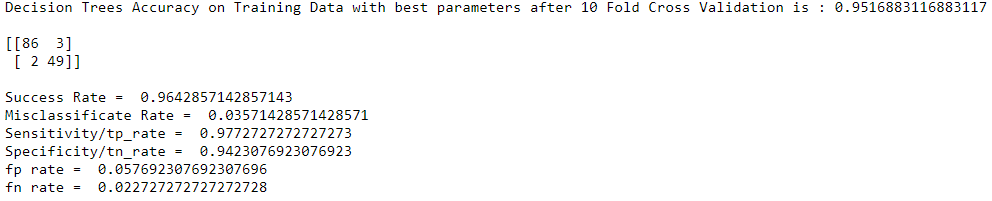 Decision Trees Accuracy on Training Data with best parameters after 10 Fold Cross Validation is : 0.9516883116883117
[[86  3]
 [ 2 49]]
Success Rate =  0.9642857142857143
Misclassificate Rate =  0.03571428571428571
Sensitivity/tp_rate =  0.9772727272727273
Specificity/tn_rate =  0.9423076923076923
fp rate =  0.057692307692307696
fn rate =  0.022727272727272728